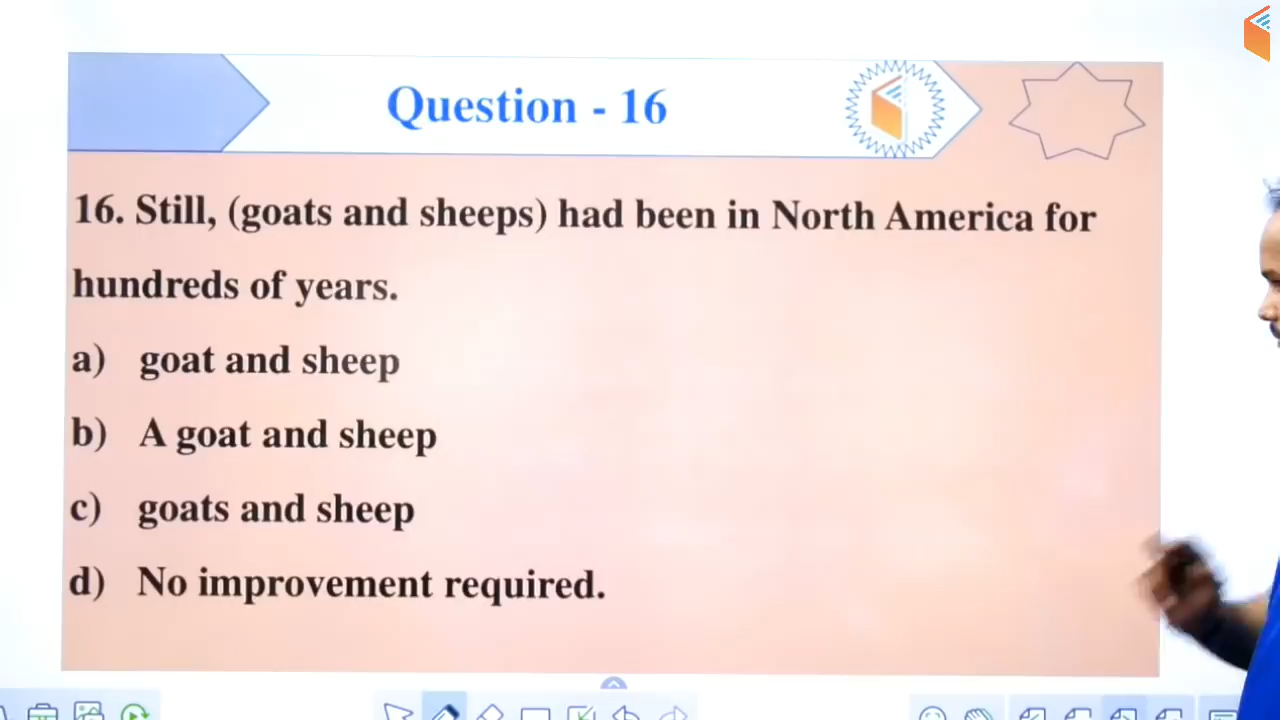 Question - 16
16. Still, (goats and sheeps) had been in North America for
hundreds of years.
a) goat and sheep
b) A goat and sheep
c) goats and sheep
d) No improvement required.